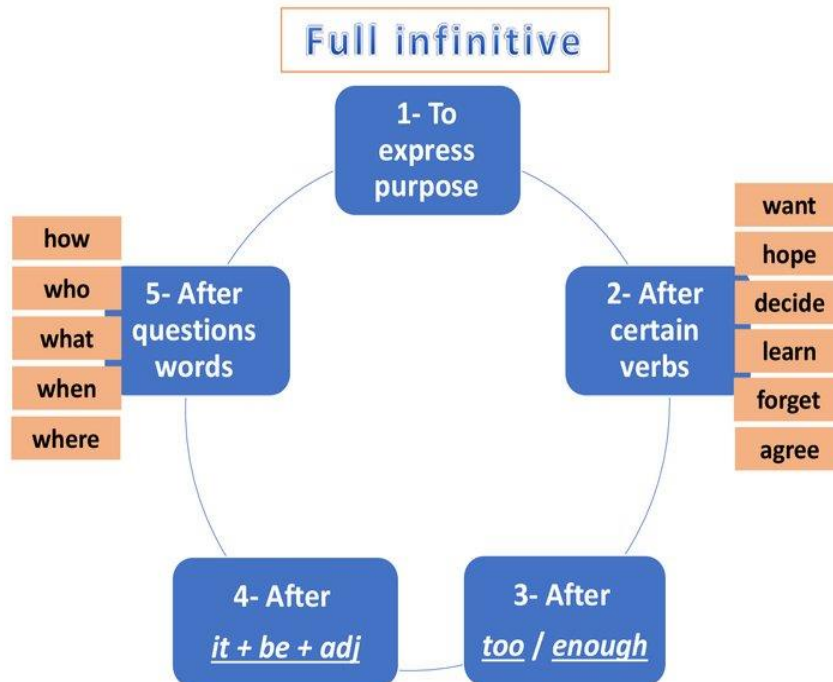 Full infinitive
1- To
express
purpose
want
hope
decide
learn
forget
agree
2- After
certain
verbs
3- After
too / enough
4- After
it + be + adj
5- After
questions
words
how
who
what
when
where